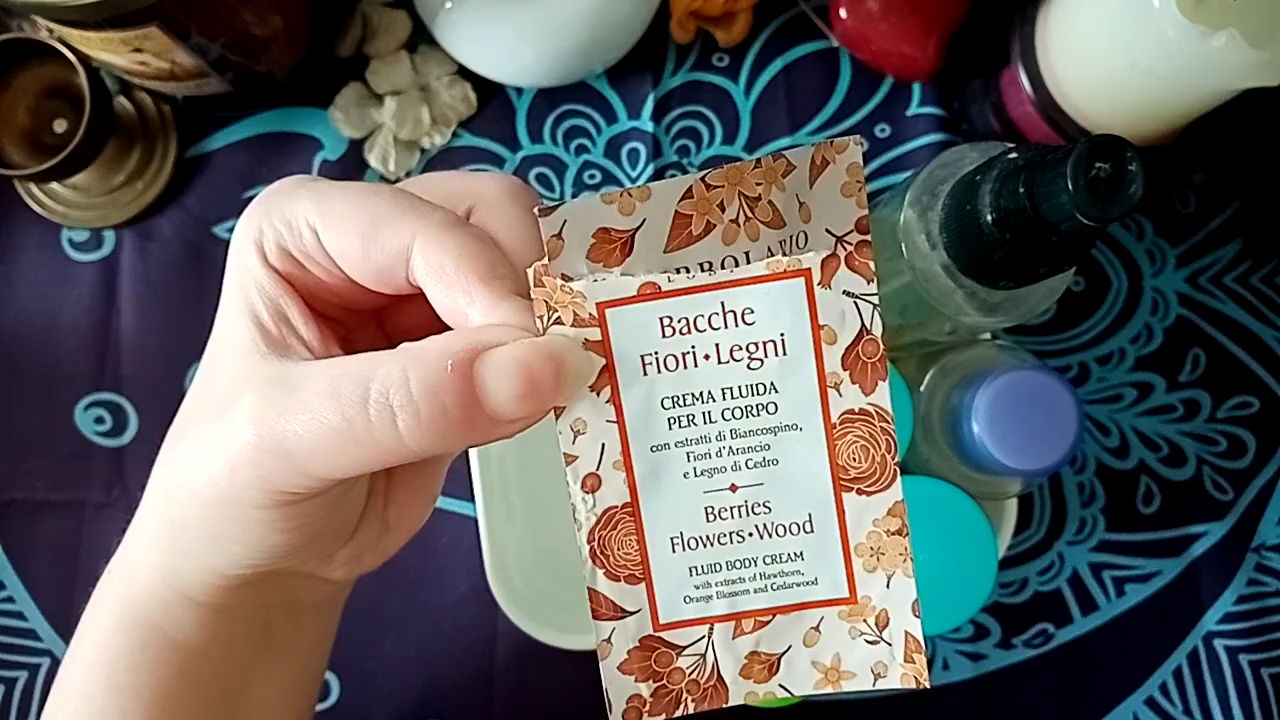 ERBOLARIO
Bacche
Fiori⬩Legni
CREMA FLUIDA
PER IL CORPO
con estratti di Biancospino,
Fiori d'Arancio
e Legno di Cedro
Berries
Flowers⬩Wood
FLUID BODY CREAM
with extracts of Hawthorn,
Orange Blossom and Cedarwood